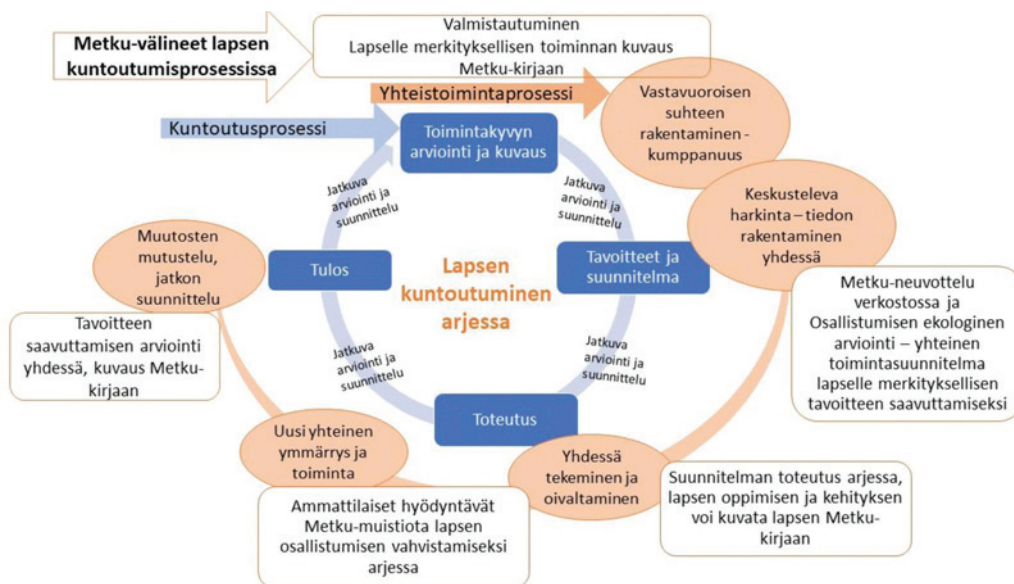 Metku-välineet lapsen
kuntoutumisprosessissa
Valmistautuminen
Lapselle merkityksellisen toiminnan kuvaus
Metku-kirjaan
Yhteistoimintaprosessi
Kuntoutusprosessi
Toimintakyvyn
arviointi ja kuvaus
Vastavuoroisen
suhteen
rakentaminen -
kumppanuus
Jatkuva
arviointi ja
suunnittelu
Jatkuva
arviointi ja
suunnittelu
Keskusteleva
harkinta – tiedon
rakentaminen
yhdessä
Muutosten
mutustelu,
jatkon
suunnittelu
Tulos
Lapsen
kuntoutuminen
arjessa
Tavoitteet ja
suunnitelma
Metku-neuvottelu
verkostossa ja
Osallistumisen ekologinen
arviointi – yhteinen
toimintasuunnitelma
lapselle merkityksellisen
tavoitteen saavuttamiseksi
Tavoitteen
saavuttamisen arviointi
yhdessä, kuvaus Metku-
kirjaan
Jatkuva
arviointi ja
suunnittelu
Jatkuva
arviointi ja
suunnittelu
Toteutus
Uusi yhteinen
ymmärrys ja
toiminta
Yhdessä
tekeminen ja
oivaltaminen
Suunnitelman toteutus arjessa,
lapsen oppimisen ja kehityksen
voi kuvata lapsen Metku-
kirjaan
Ammattilaiset hyödyntävät
Metku-muistiota lapsen
osallistumisen vahvistamiseksi
arjessa